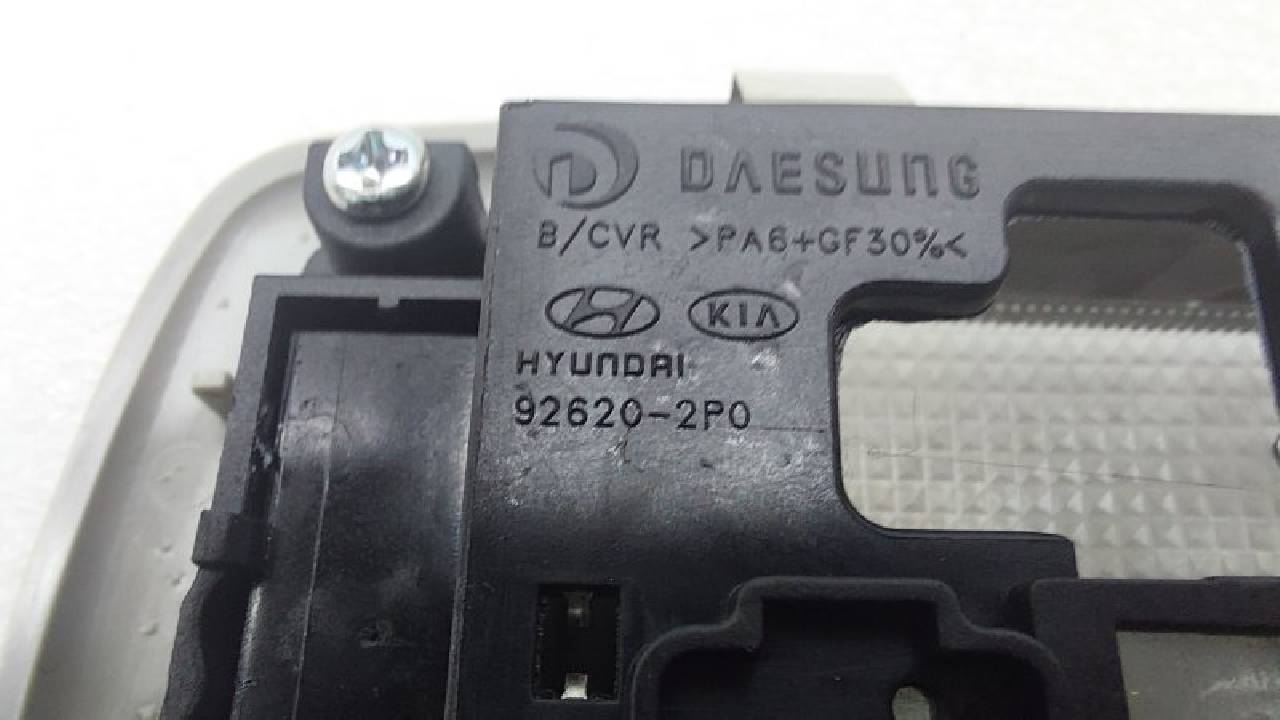 DAESUNG
B/CVR >PA6+GF30%<
KIA
HYUNDAI
92620-2P0